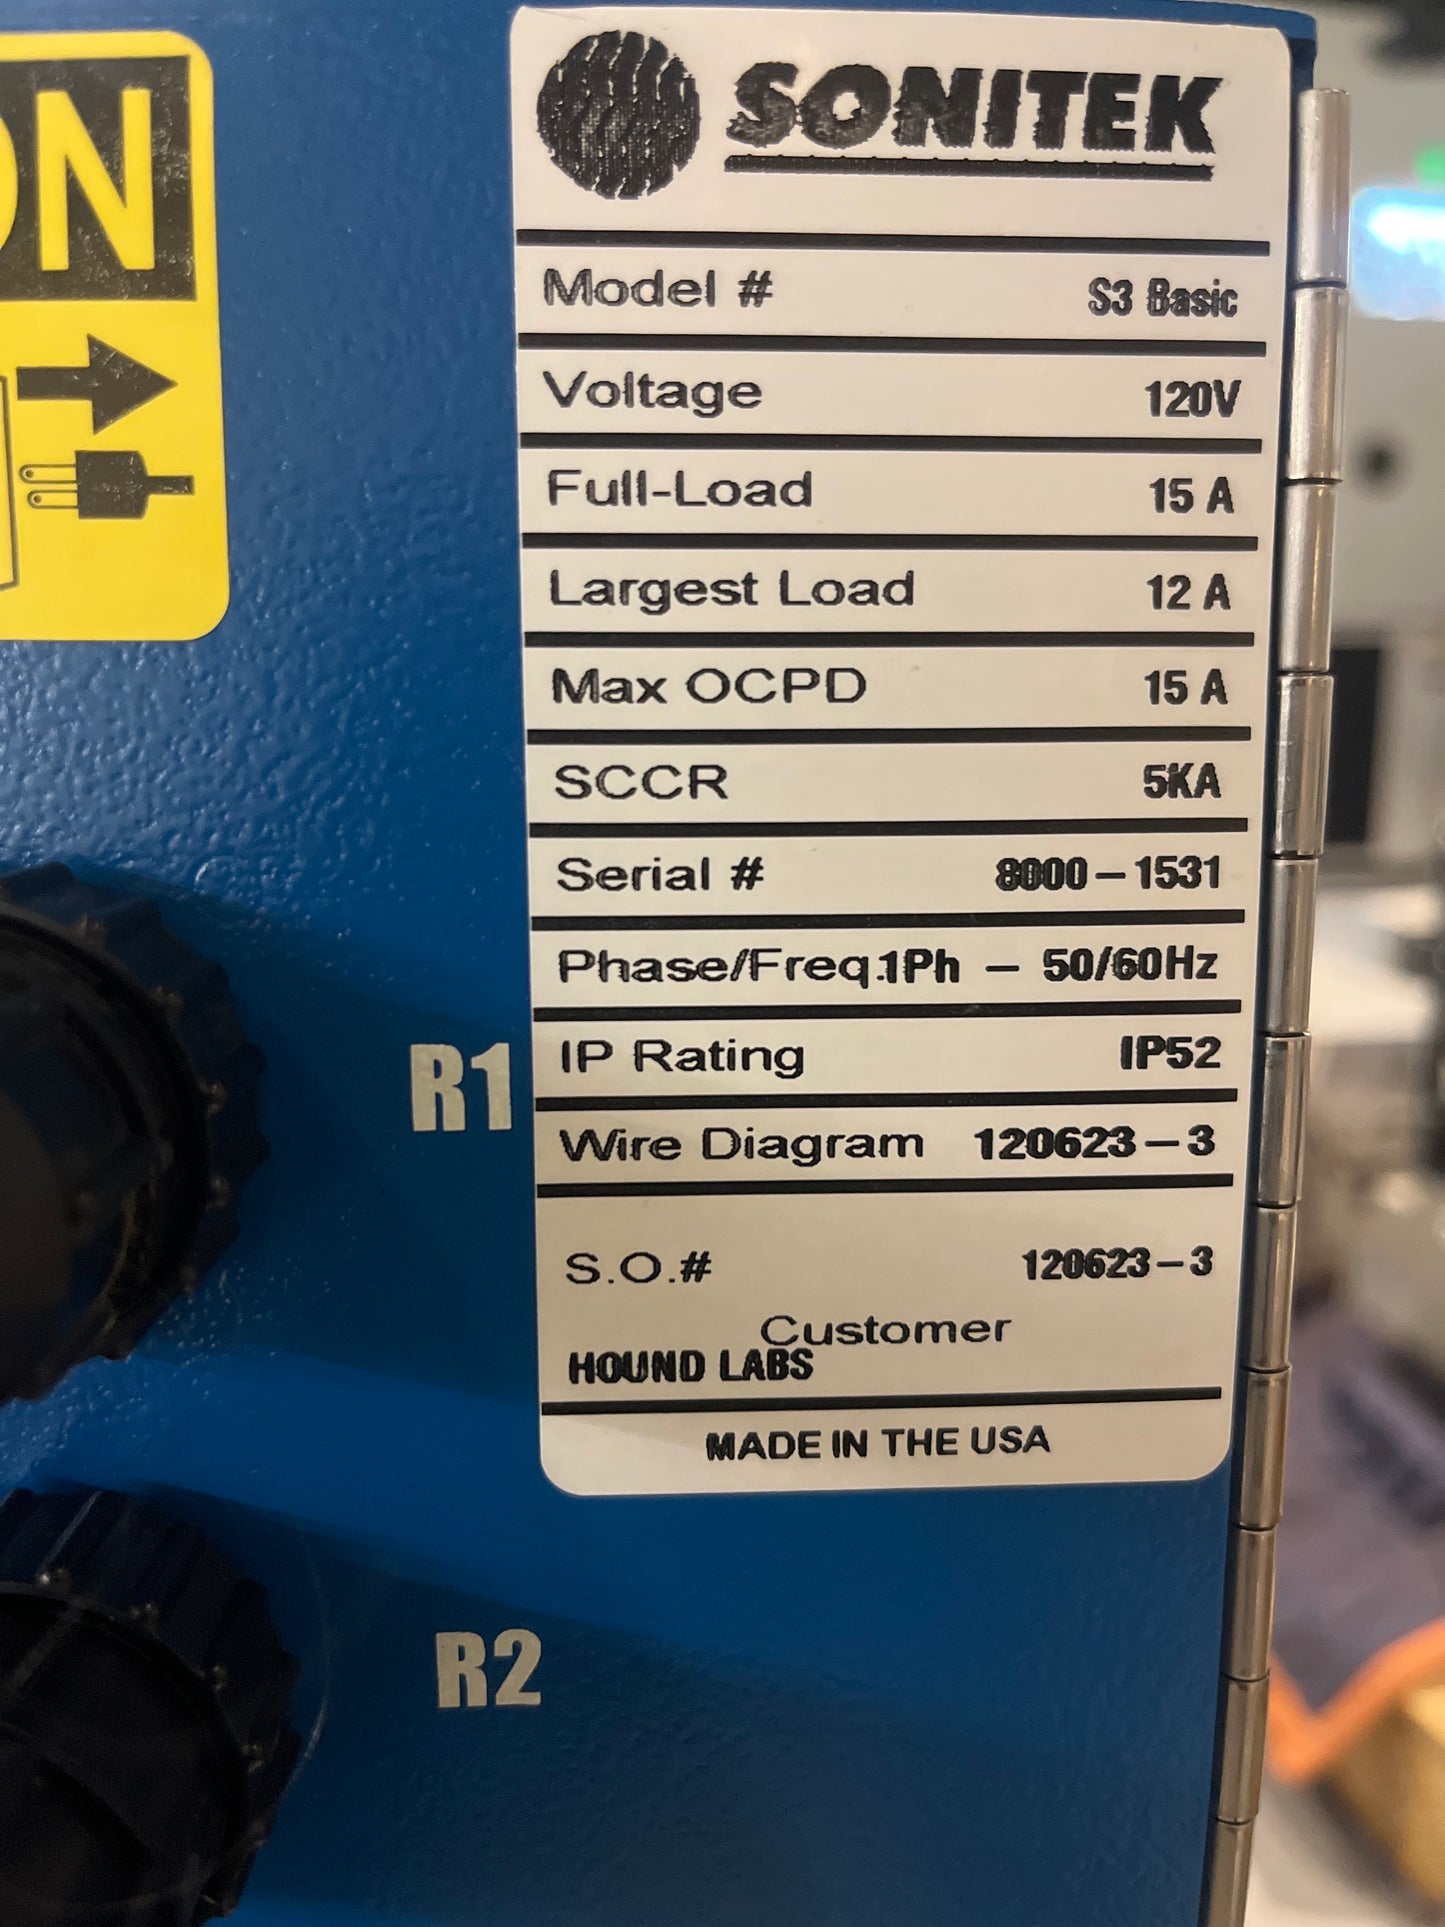 ON
SONITEK
Model # S3 Basic
Voltage 120V
Full-Load 15 A
Largest Load 12 A
Max OCPD 15 A
SCCR 5KA
Serial # 8000-1531
Phase/Freq.1Ph - 50/60Hz
IP Rating IP52
Wire Diagram 120623-3
S.O.# 120623-3
Customer
HOUND LABS
MADE IN THE USA
R1
R2